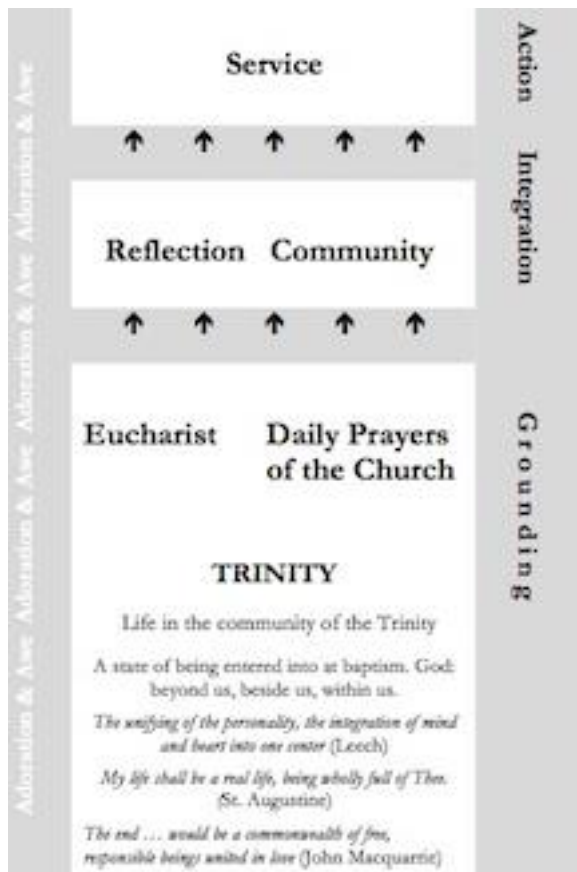 Service
Action
Integration
Reflection Community
Eucharist
Daily Prayers
of the Church
Grounding
TRINITY
Life in the community of the Trinity
A state of being entered into at baptism. God:
beyond us, beside us, within us.
The unifying of the personality, the integration of mind
and heart into one center (Leech)
My life shall be a real life, being wholly full of Thee.
(St. Augustine)
The end … would be a commonwealth of free,
responsible beings united in love (John Macquarrie)
Adoration & Awe Adoration & Awe Adoration & Awe Adoration & Awe